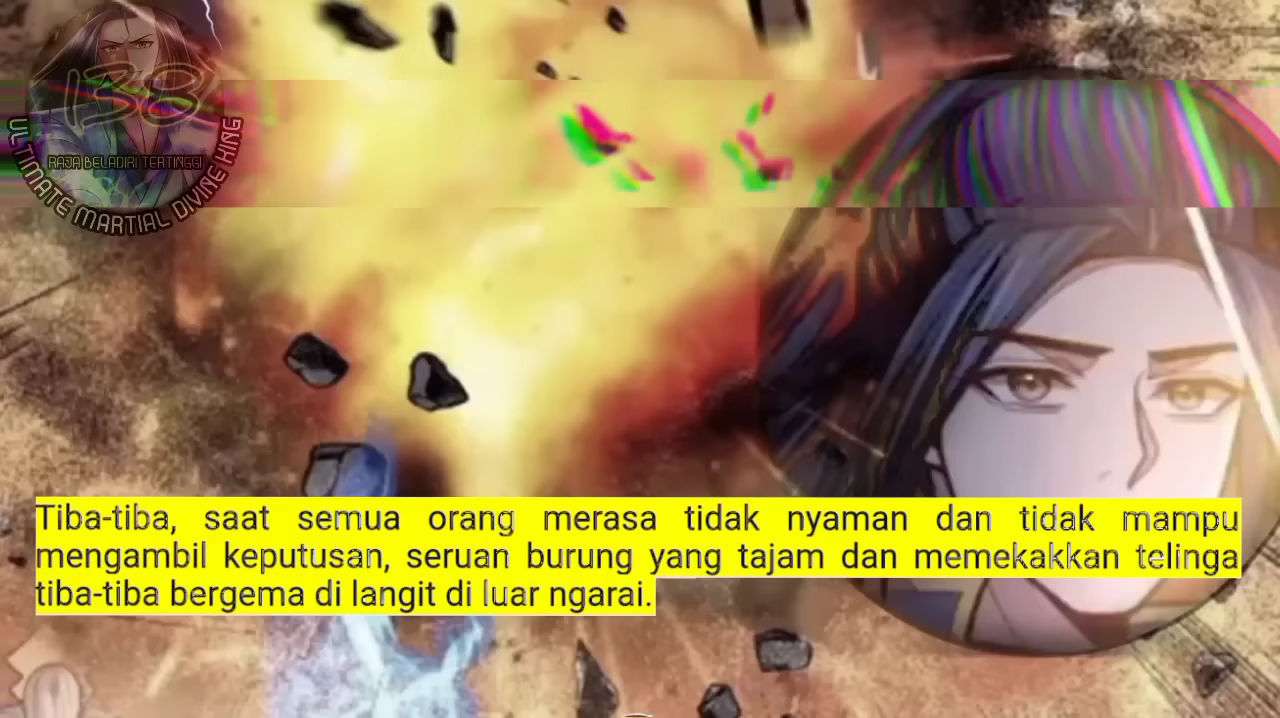 138
RAJA BELADIRI TERTINGGI
ULTIMATE MARTIAL DIVINE KING
Tiba-tiba, saat semua orang merasa tidak nyaman dan tidak mampu
mengambil keputusan, seruan burung yang tajam dan memekakkan telinga
tiba-tiba bergema di langit di luar ngarai.